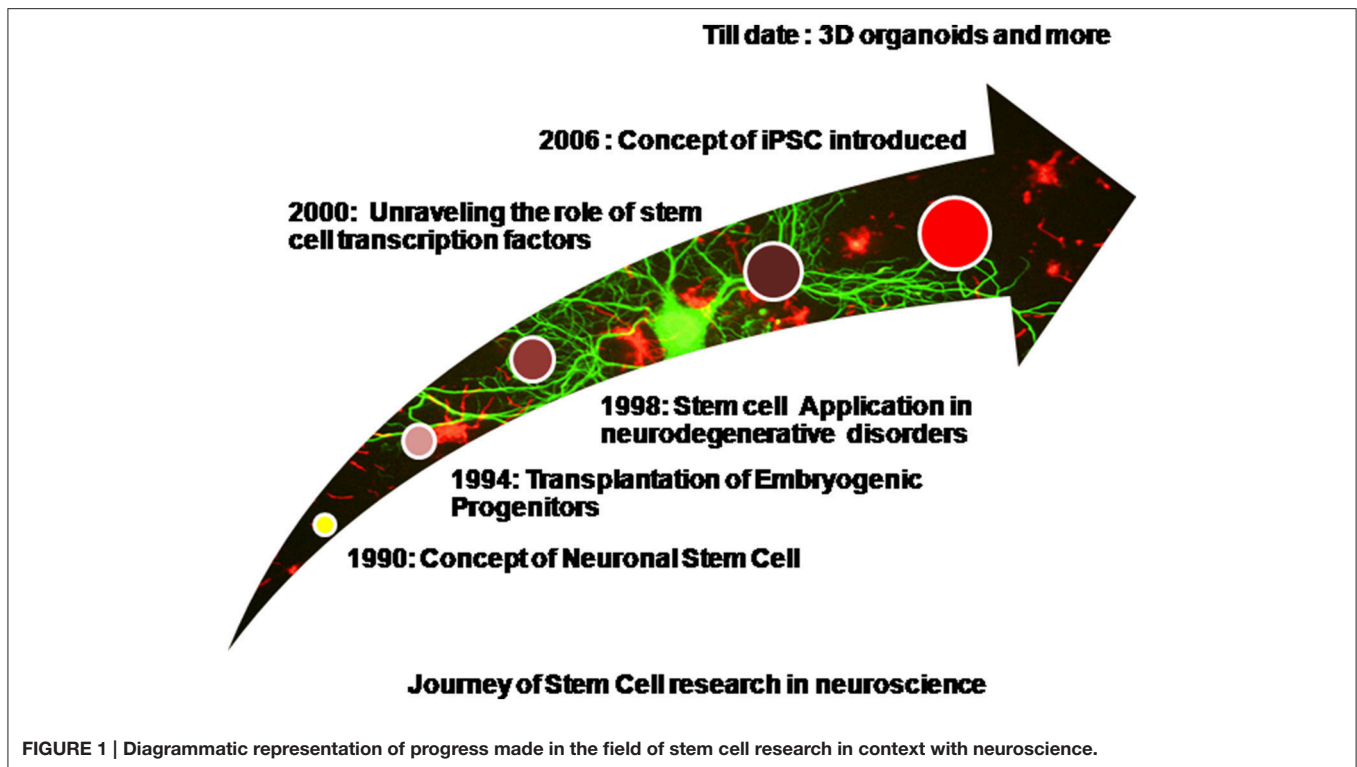 Till date : 3D organoids and more
2006 : Concept of iPSC introduced
2000: Unraveling the role of stem
cell transcription factors
1998: Stem cell Application in
neurodegenerative disorders
1994: Transplantation of Embryogenic
Progenitors
1990: Concept of Neuronal Stem Cell
Journey of Stem Cell research in neuroscience
FIGURE 1 | Diagrammatic representation of progress made in the field of stem cell research in context with neuroscience.